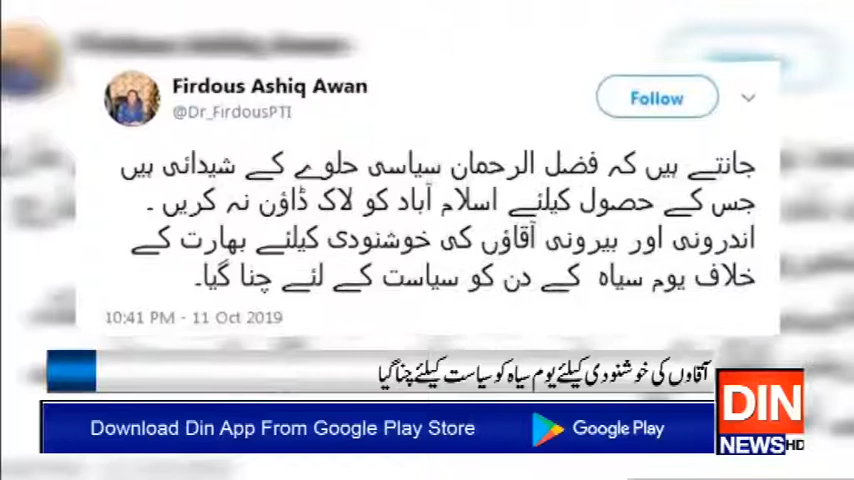 Firdous Ashiq Awan
@Dr_FirdousPTI
Follow
جانتے ہیں کہ فضل الرحمان سیاسی حلوے کے شیدائی ہیں
جس کے حصول کیلئے اسلام آباد کو لاک ڈاؤن نہ کریں ۔
اندرونی اور بیرونی آقاؤں کی خوشنودی کیلئے بھارت کے
خلاف یوم سیاہ کے دن کو سیاست کے لئے چنا گیا۔
10:41 PM - 11 Oct 2019
آقاوں کی خوشنودی کیلئے یوم سیاہ کو سیاست کیلئے چنا گیا
Download Din App From Google Play Store
Google Play
DIN
NEWS HD